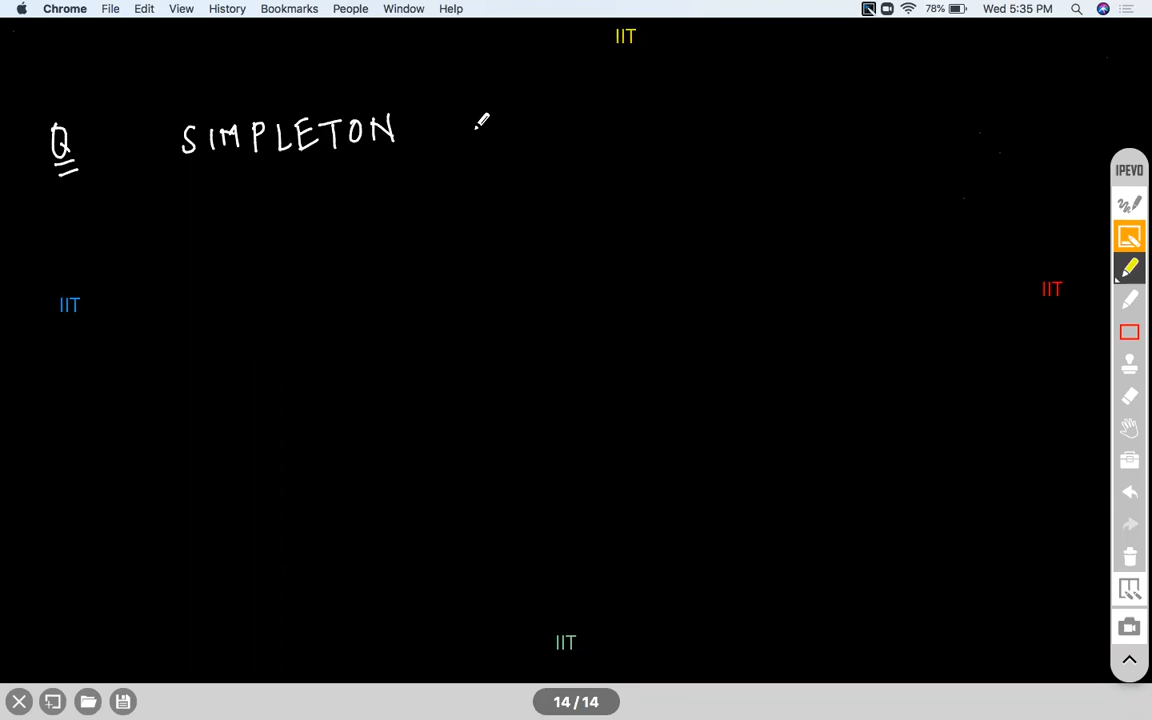 Chrome File Edit View History Bookmarks People Window Help 78% Wed 5:35 PM
IIT
Q SIMPLETON
IPEVO
IIT
IIT
IIT
14/14